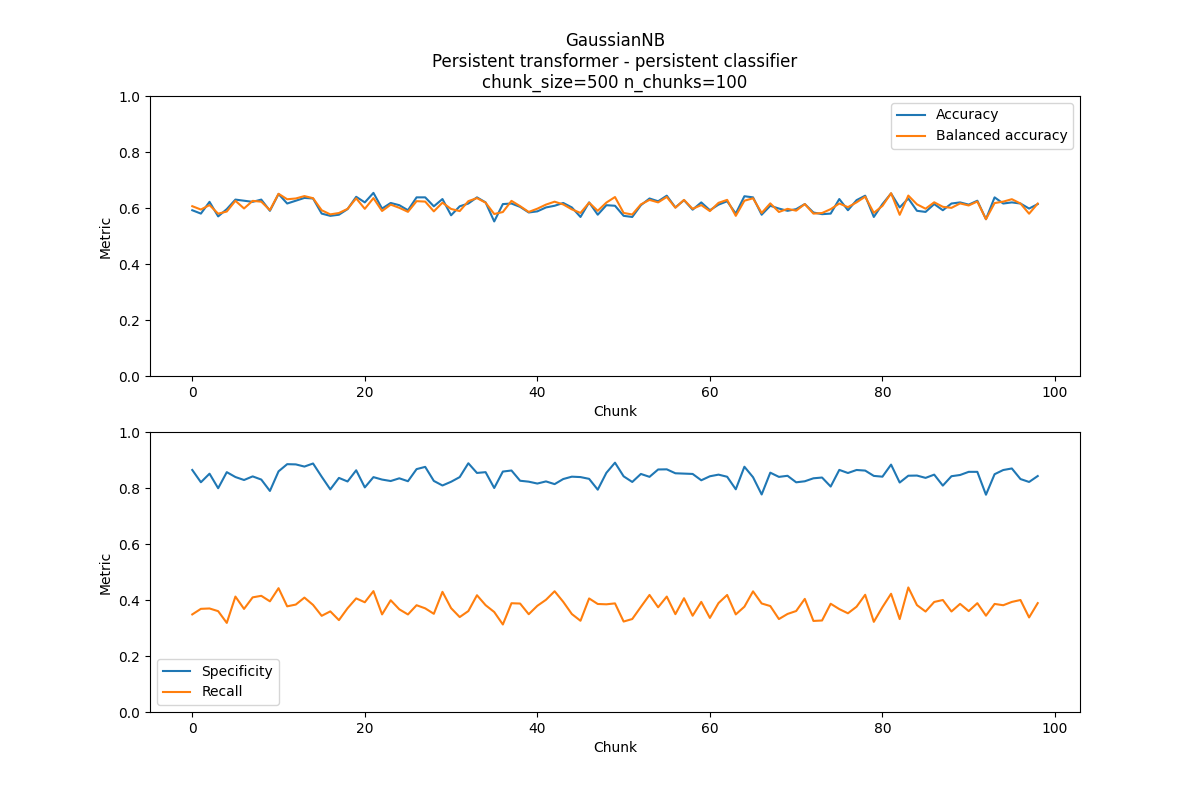 GaussianNB
Persistent transformer - persistent classifier
chunk_size=500 n_chunks=100
1.0
0.8
0.6
0.4
0.2
0.0
Metric
Accuracy
Balanced accuracy
0 20 40 60 80 100
Chunk
1.0
0.8
0.6
0.4
0.2
0.0
Metric
Specificity
Recall
0 20 40 60 80 100
Chunk